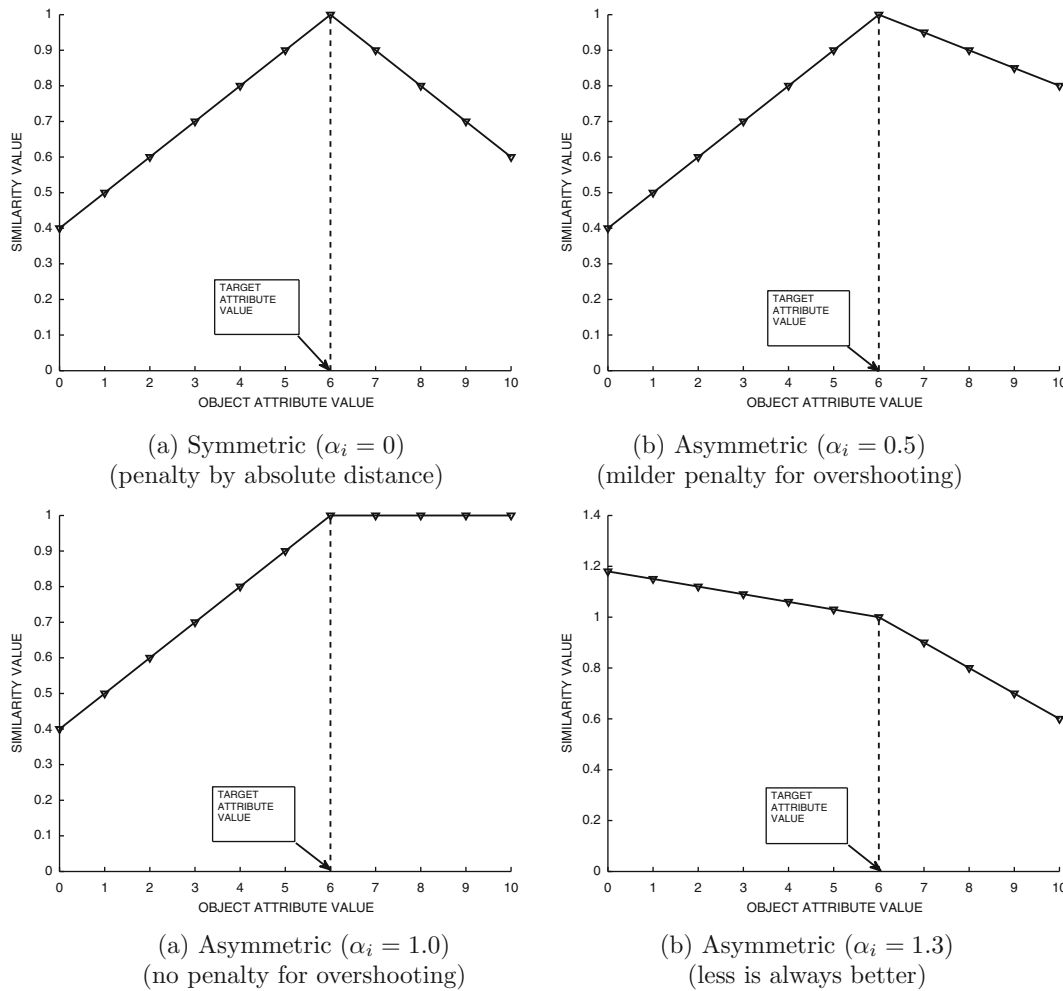 1
0.9
0.8
0.7
0.6
0.5
0.4
0.3
0.2
0.1
0
SIMILARITY VALUE
TARGET
ATTRIBUTE
VALUE
0 1 2 3 4 5 6 7 8 9 10
OBJECT ATTRIBUTE VALUE
(a) Symmetric (α_i = 0)
(penalty by absolute distance)
1
0.9
0.8
0.7
0.6
0.5
0.4
0.3
0.2
0.1
0
SIMILARITY VALUE
TARGET
ATTRIBUTE
VALUE
0 1 2 3 4 5 6 7 8 9 10
OBJECT ATTRIBUTE VALUE
(b) Asymmetric (α_i = 0.5)
(milder penalty for overshooting)
1
0.9
0.8
0.7
0.6
0.5
0.4
0.3
0.2
0.1
0
SIMILARITY VALUE
TARGET
ATTRIBUTE
VALUE
0 1 2 3 4 5 6 7 8 9 10
OBJECT ATTRIBUTE VALUE
(a) Asymmetric (α_i = 1.0)
(no penalty for overshooting)
1.4
1.2
1
0.8
0.6
0.4
0.2
0
SIMILARITY VALUE
TARGET
ATTRIBUTE
VALUE
0 1 2 3 4 5 6 7 8 9 10
OBJECT ATTRIBUTE VALUE
(b) Asymmetric (α_i = 1.3)
(less is always better)